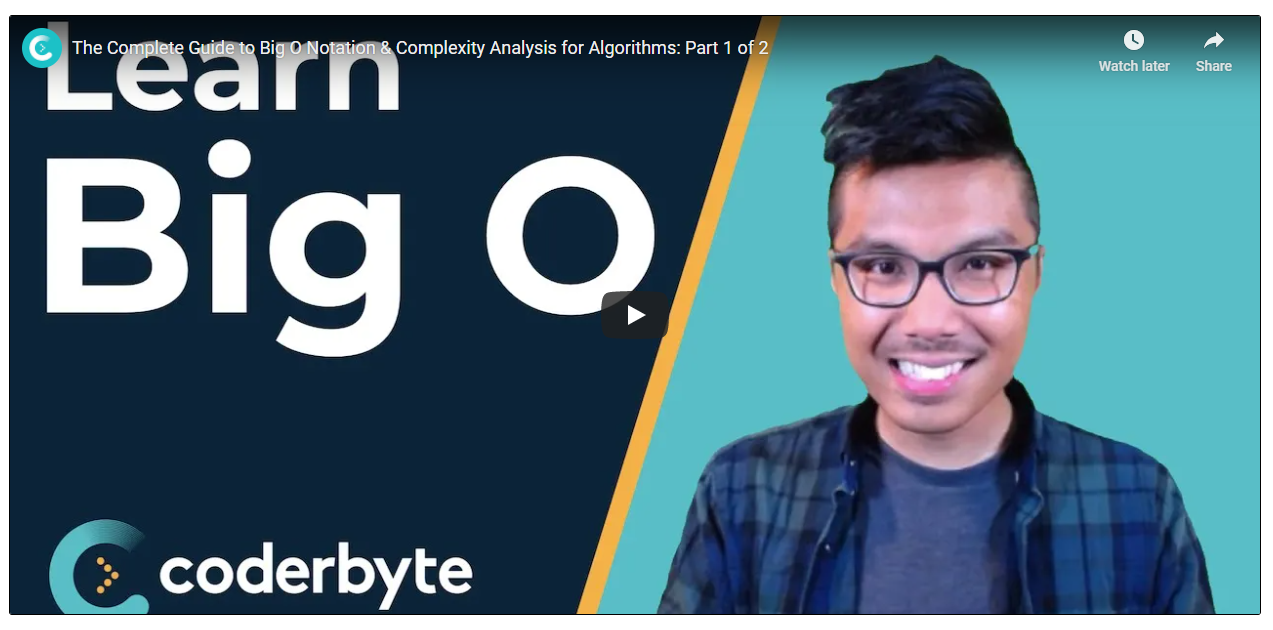 The Complete Guide to Big O Notation & Complexity Analysis for Algorithms: Part 1 of 2
Watch later
Share
Learn
Big O
coderbyte